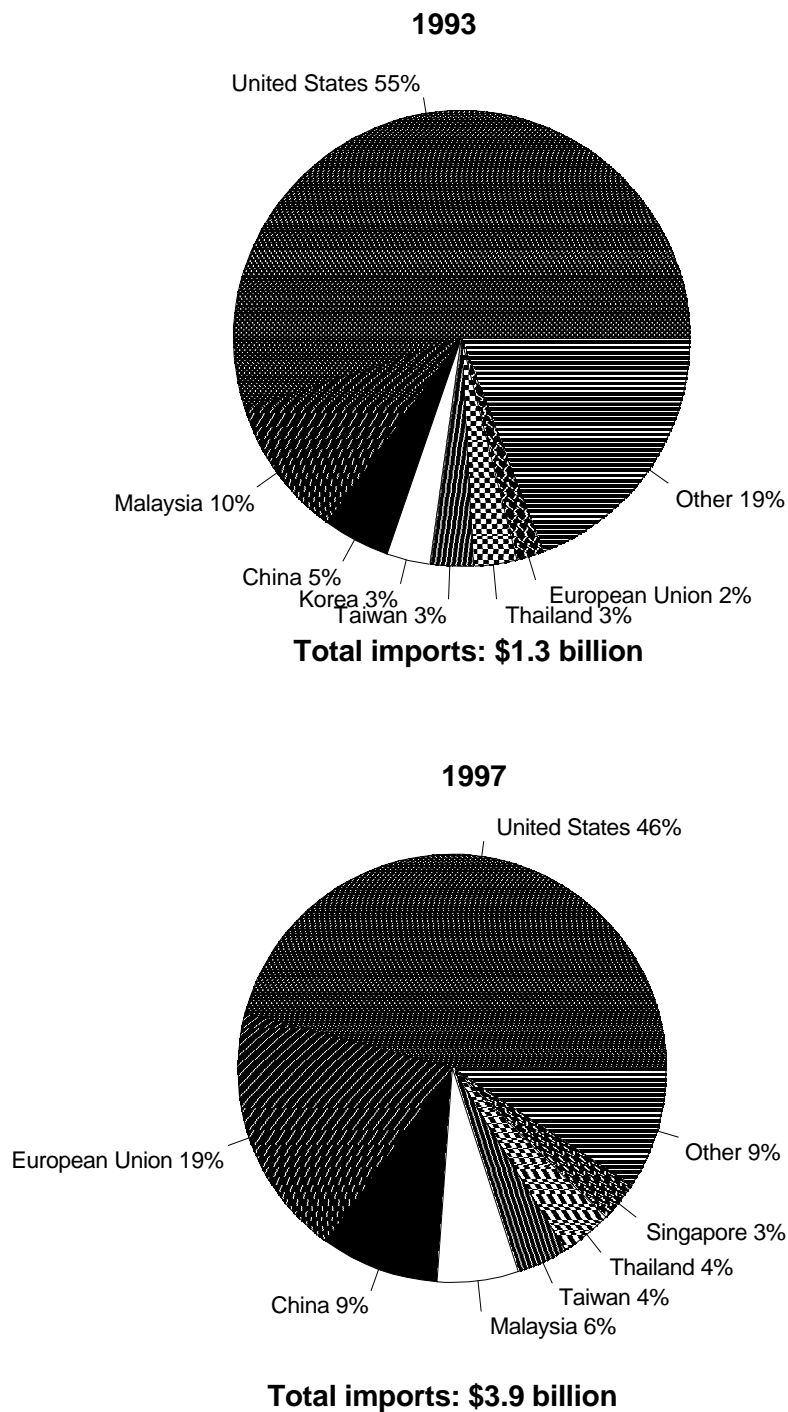 1993
United States 55%
Malaysia 10%
Other 19%
China 5%
Korea 3%
European Union 2%
Taiwan 3%
Thailand 3%
Total imports: $1.3 billion
1997
United States 46%
European Union 19%
Other 9%
Singapore 3%
Thailand 4%
Taiwan 4%
China 9%
Malaysia 6%
Total imports: $3.9 billion